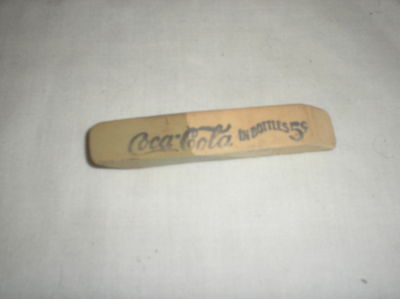 Coca-Cola IN BOTTLES 5¢